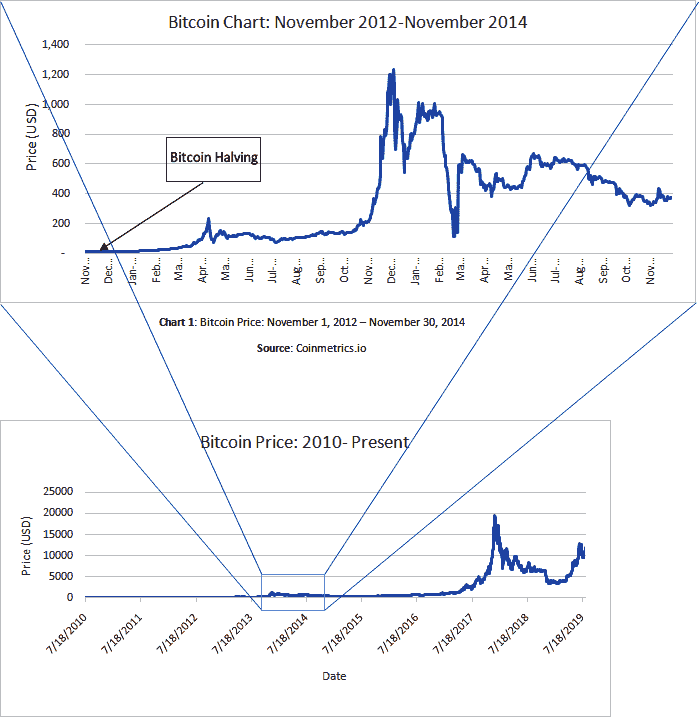 Bitcoin Chart: November 2012-November 2014
Price (USD)
1,400
1,200
1,000
800
600
400
200
-
Bitcoin Halving
Nov...
Dec...
Jan...
Feb...
Ma...
Apr...
Ma...
Jun...
Jul...
Aug...
Sep...
Oct...
Nov...
Dec...
Jan...
Feb...
Ma...
Apr...
Ma...
Jun...
Jul...
Aug...
Sep...
Oct...
Nov...
Chart 1: Bitcoin Price: November 1, 2012 – November 30, 2014
Source: Coinmetrics.io
Bitcoin Price: 2010- Present
Price (USD)
25000
20000
15000
10000
5000
0
7/18/2010
7/18/2011
7/18/2012
7/18/2013
7/18/2014
7/18/2015
7/18/2016
7/18/2017
7/18/2018
7/18/2019
Date